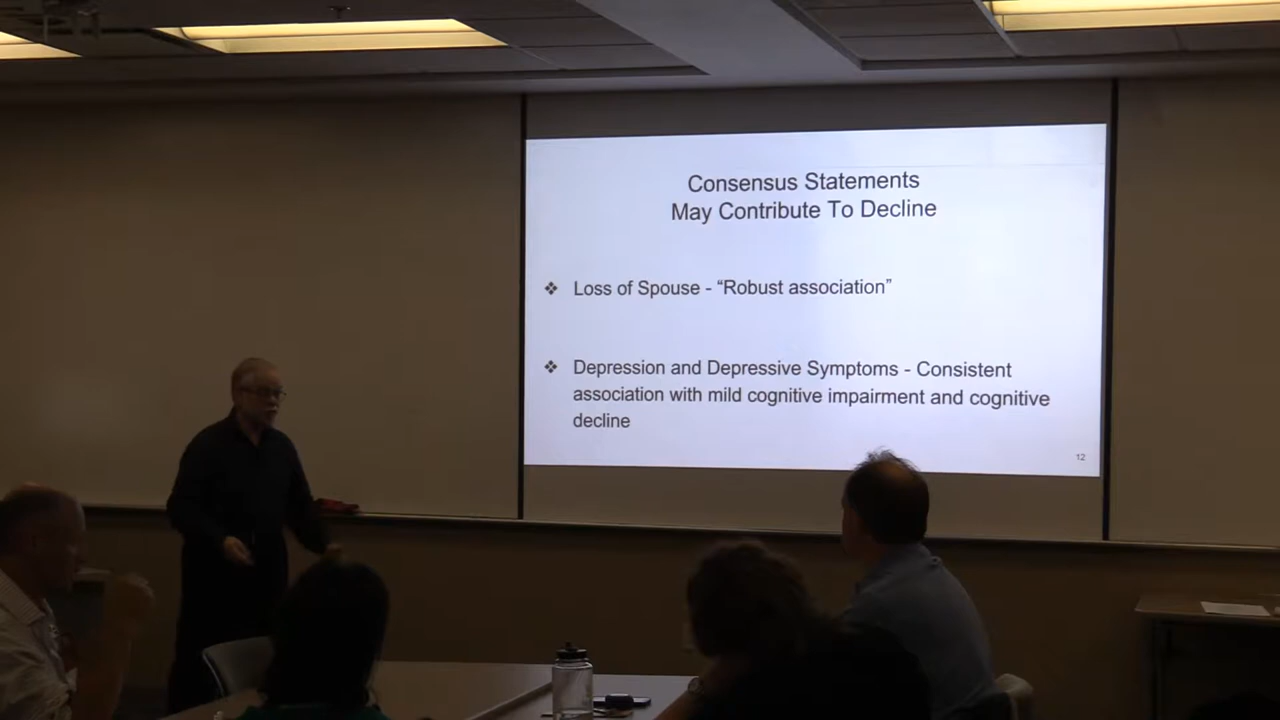 Consensus Statements
May Contribute To Decline
❖ Loss of Spouse - “Robust association”
❖ Depression and Depressive Symptoms - Consistent
association with mild cognitive impairment and cognitive
decline
12